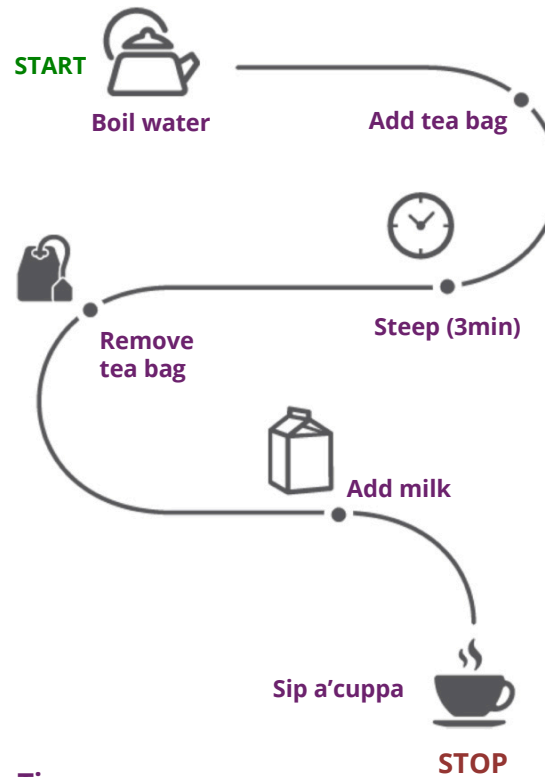 START
Boil water
Add tea bag
Steep (3min)
Remove
tea bag
Add milk
Sip a’cuppa
STOP